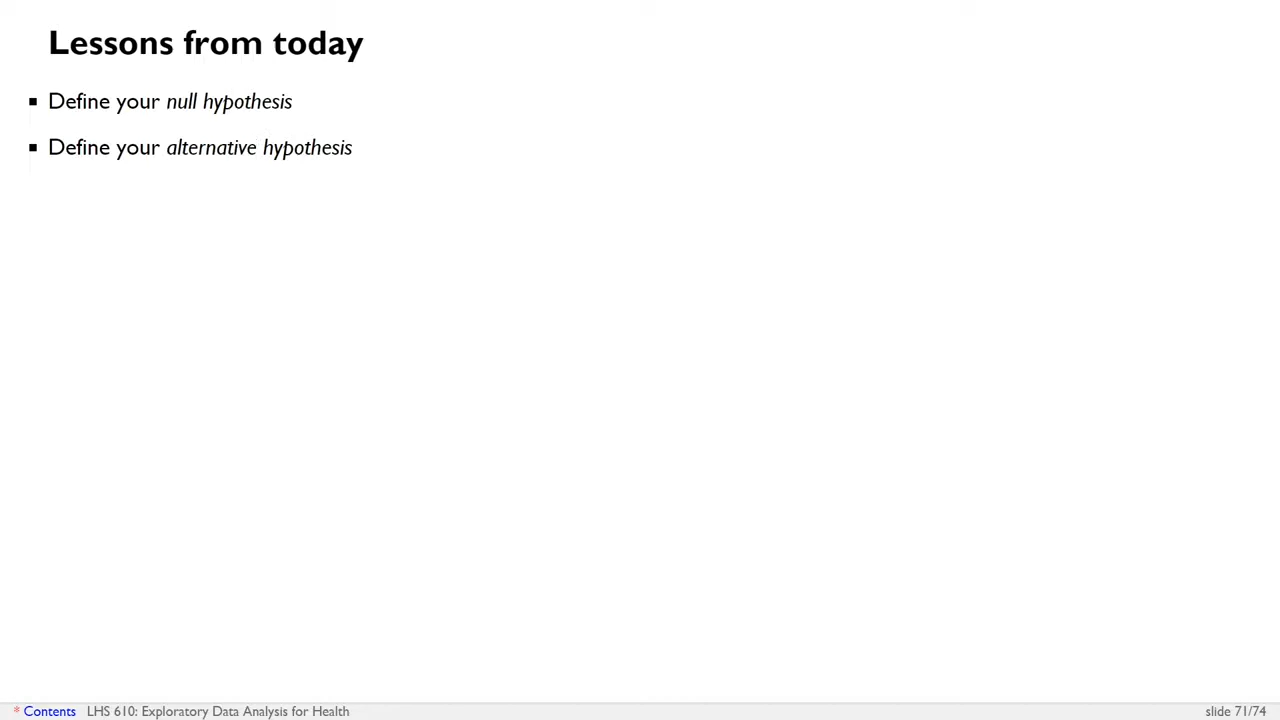 Lessons from today
▪ Define your null hypothesis
▪ Define your alternative hypothesis
* Contents LHS 610: Exploratory Data Analysis for Health slide 71/74